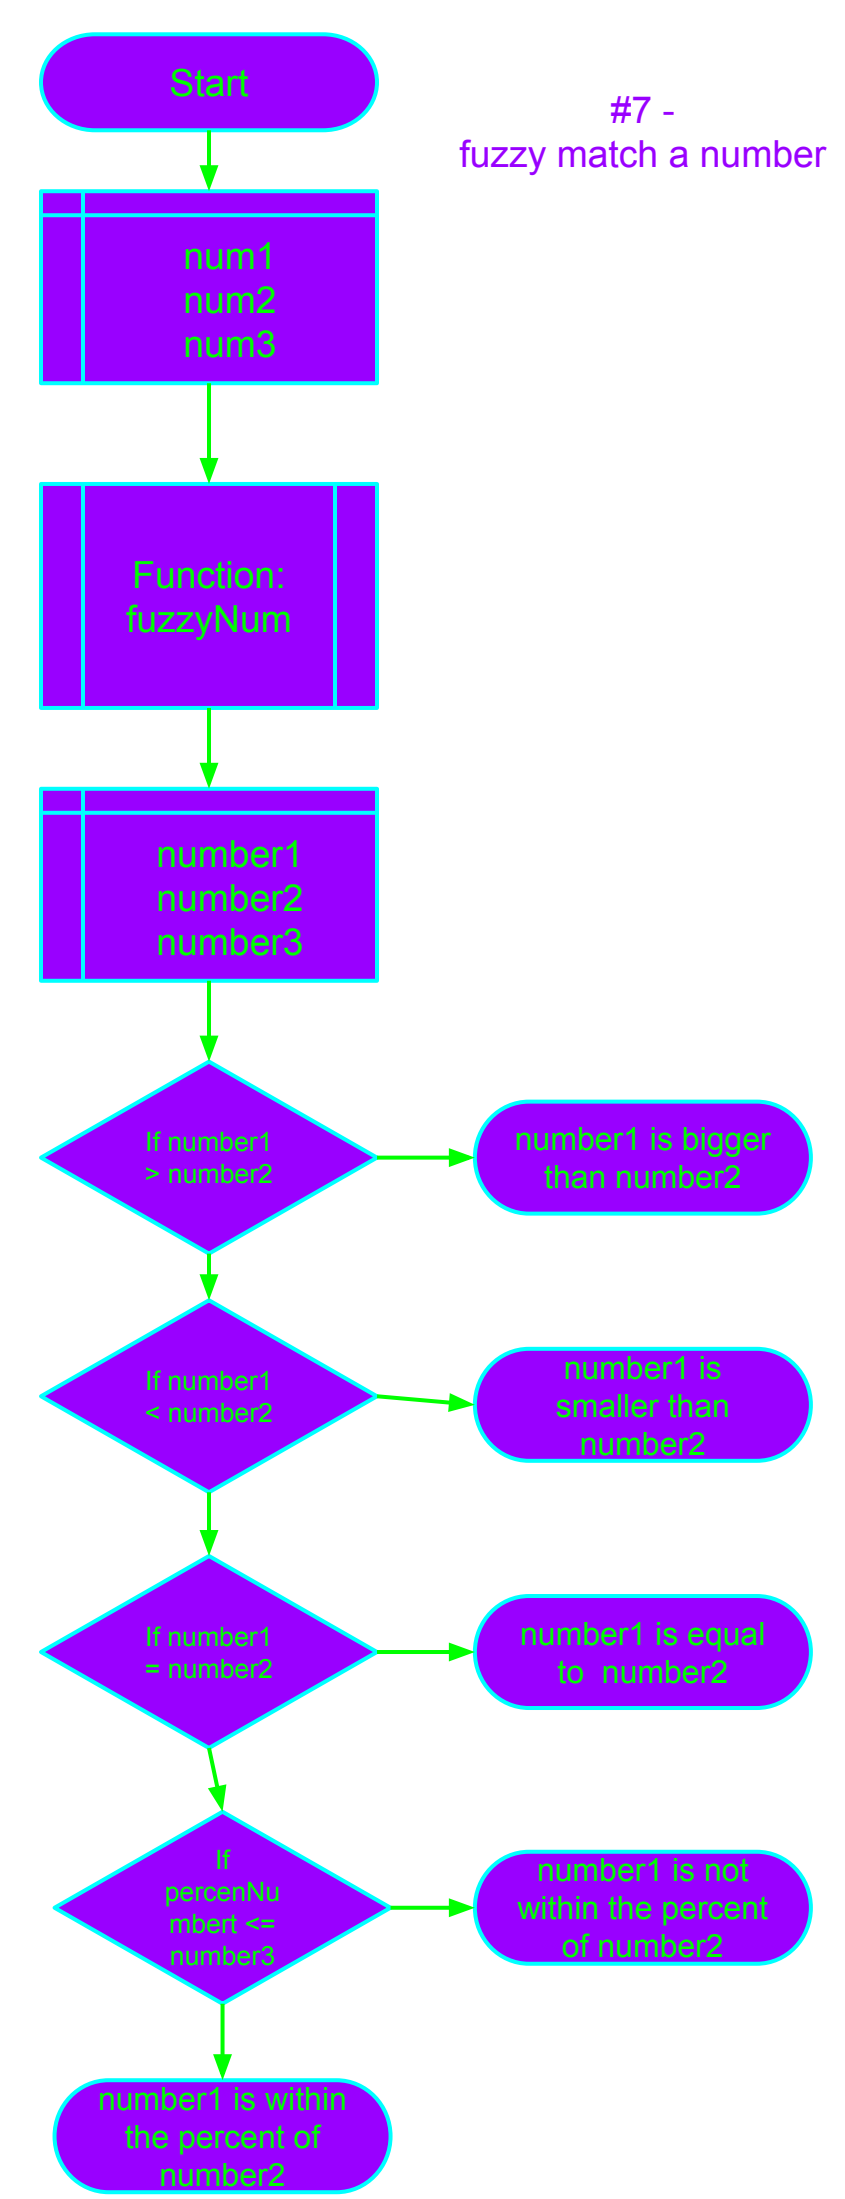 Start
#7 -
fuzzy match a number
num1
num2
num3
Function:
fuzzyNum
number1
number2
number3
If number1
> number2
number1 is bigger
than number2
If number1
< number2
number1 is
smaller than
number2
If number1
= number2
number1 is equal
to  number2
If
percenNu
mbert <=
number3
number1 is not
within the percent
of number2
number1 is within
the percent of
number2